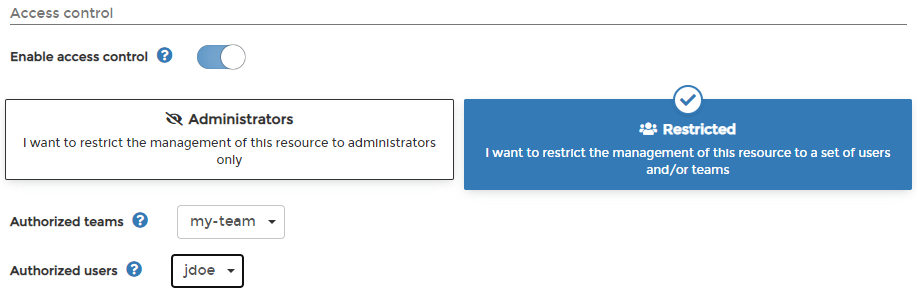 Access control
Enable access control
Administrators
I want to restrict the management of this resource to administrators
only
Restricted
I want to restrict the management of this resource to a set of users
and/or teams
Authorized teams
my-team
Authorized users
jdoe